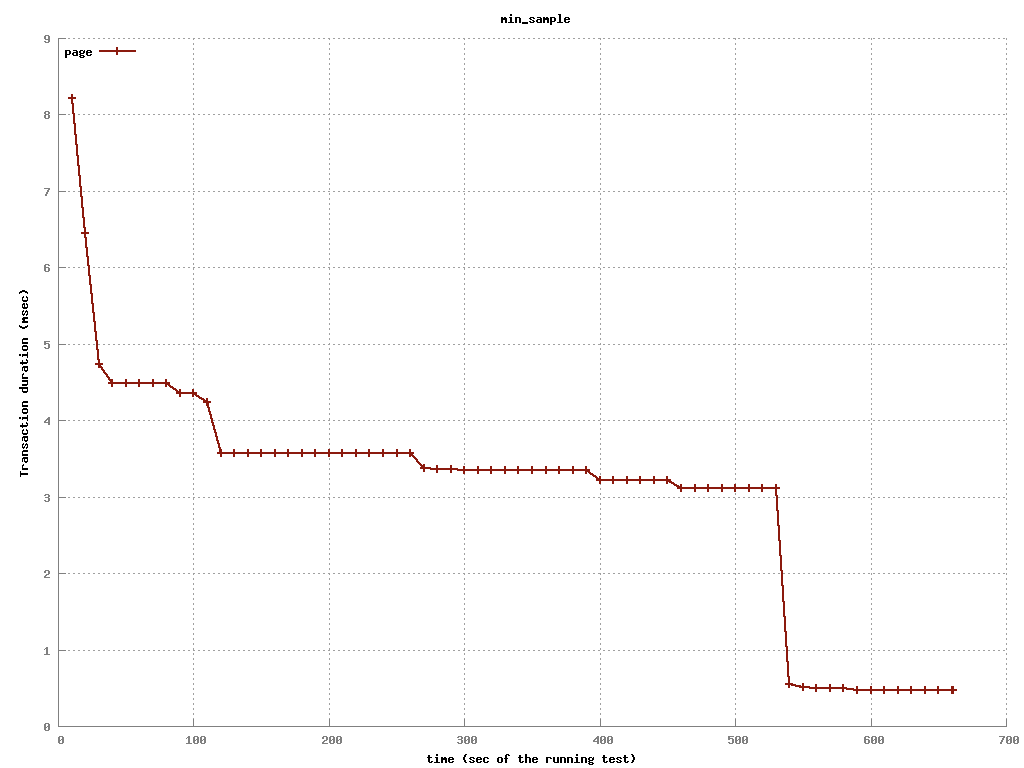 min_sample
9
page
8
7
6
5
4
3
2
1
0
Transaction duration (msec)
0 100 200 300 400 500 600 700
time (sec of the running test)